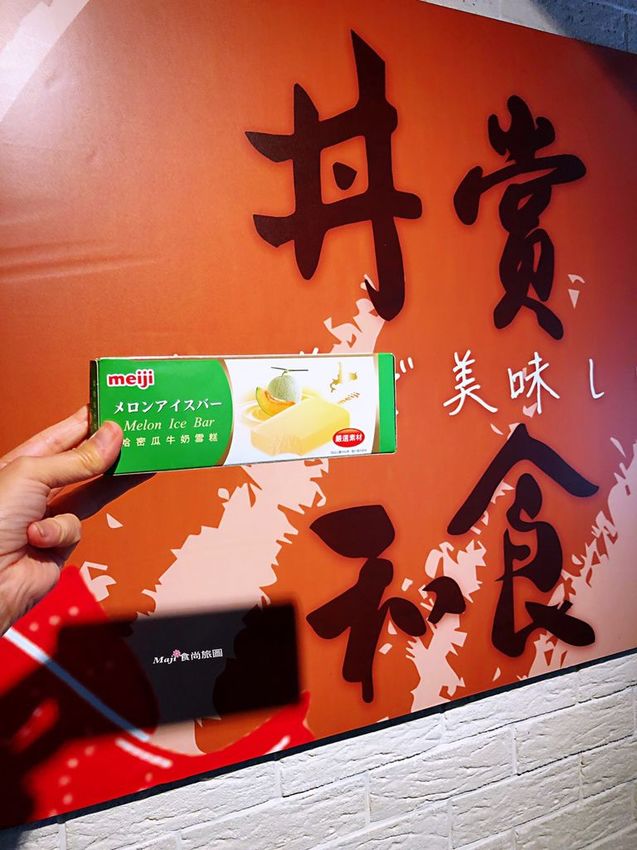 丼賞
美味し
和食
meiji
メロンアイスバー
Melon Ice Bar
哈密瓜牛奶雪糕
嚴選素材
Maji食尚旅圖